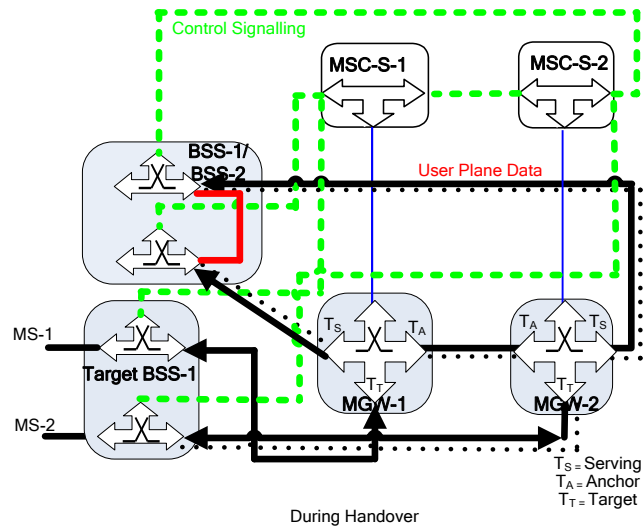 Control Signalling
MSC-S-1
MSC-S-2
BSS-1/
BSS-2
User Plane Data
TS
TA
TA
TS
MS-1
Target BSS-1
TT
TT
MGW-1
MGW-2
MS-2
TS = Serving
TA = Anchor
TT = Target
During Handover